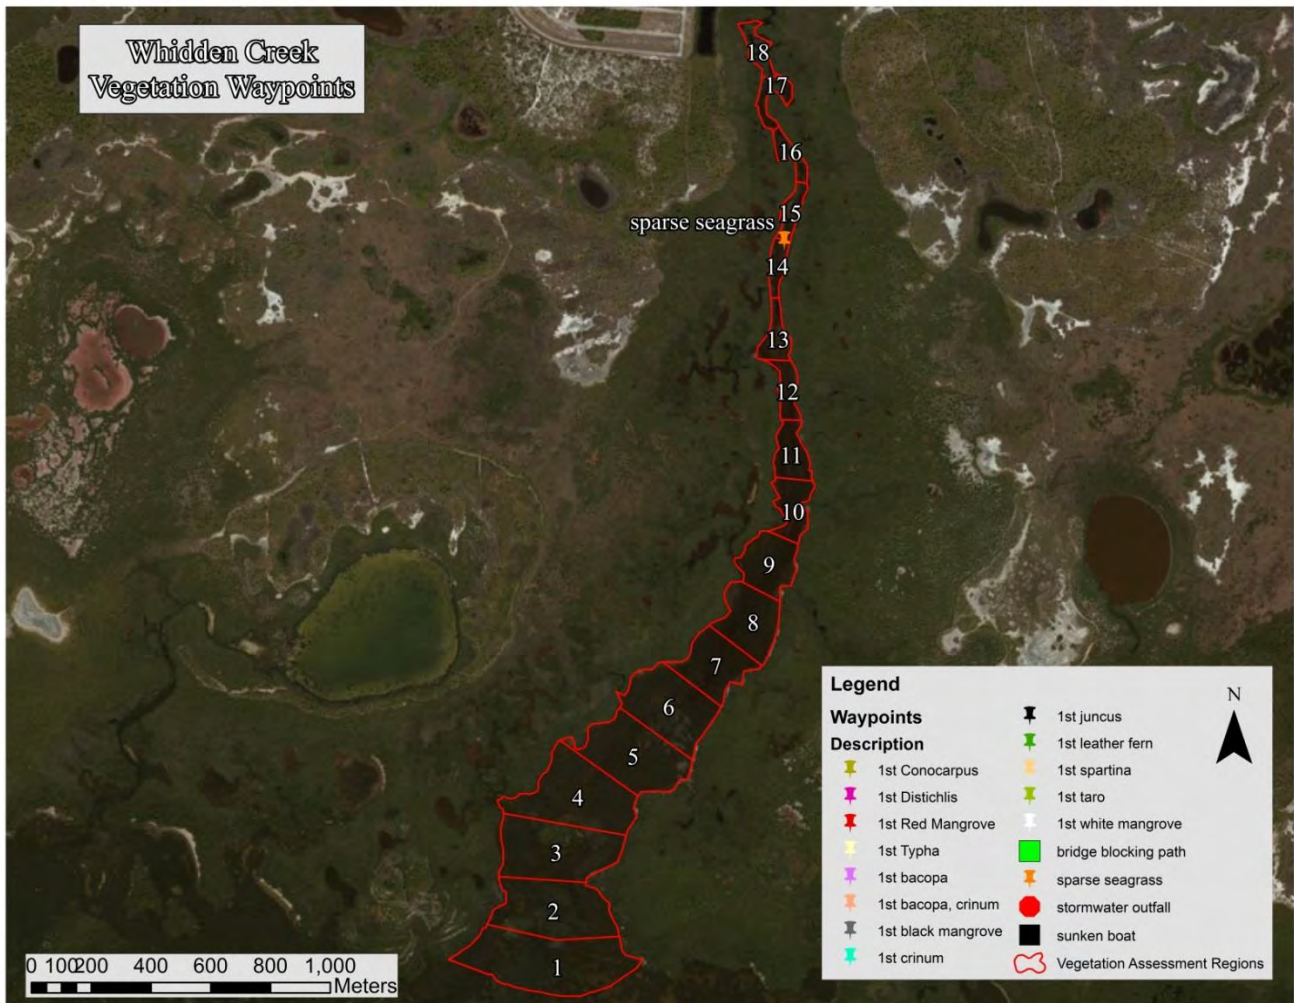 Whidden Creek
Vegetation Waypoints
18
17
16
15
sparse seagrass
14
13
12
11
10
9
8
7
6
5
4
3
2
1
0 100200 400 600 800 1,000
Meters
Legend
Waypoints
Description
1st Conocarpus
1st Distichlis
1st Red Mangrove
1st Typha
1st bacopa
1st bacopa, crinum
1st black mangrove
1st crinum
1st juncus
1st leather fern
1st spartina
1st taro
1st white mangrove
bridge blocking path
sparse seagrass
stormwater outfall
sunken boat
Vegetation Assessment Regions
N